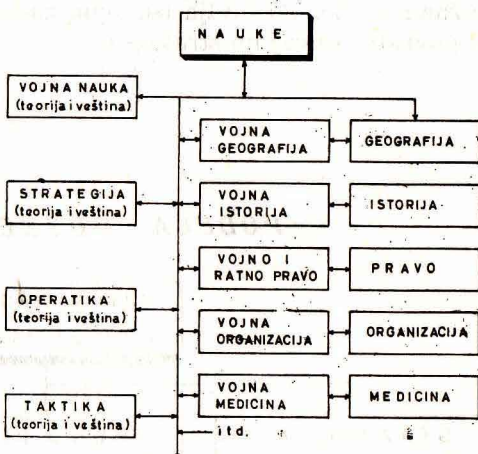 NAUKE
VOJNA NAUKA
(teorija i veština)
VOJNA
GEOGRAFIJA
GEOGRAFIJA
STRATEGIJA
(teorija i veština)
VOJNA
ISTORIJA
ISTORIJA
VOJNO I
RATNO PRAVO
PRAVO
OPERATIKA
(teorija i veština)
VOJNA
ORGANIZACIJA
ORGANIZACIJA
VOJNA
MEDICINA
MEDICINA
TAKTIKA
(teorija i veština)
itd.